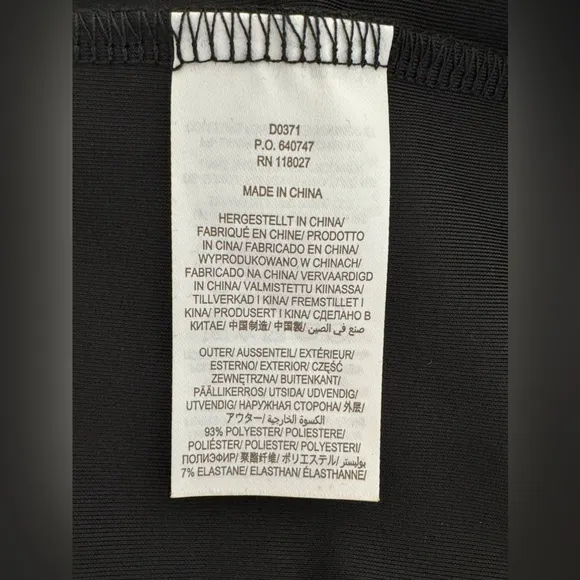 D0371
P.O. 640747
RN 118027
MADE IN CHINA
HERGESTELLT IN CHINA/
FABRIQUÉ EN CHINE/ PRODOTTO
IN CINA/ FABRICADO EN CHINA/
WYPRODUKOWANO W CHINACH/
FABRICADO NA CHINA/ VERVAARDIGD
IN CHINA/ VALMISTETTU KIINASSA/
TILLVERKAD I KINA/ FREMSTILLET I
KINA/ PRODUSERT I KINA/ СДЕЛАНО В
КИТАЕ/ 中国制造/ 中國製/ صنع في الصين/
OUTER/ AUSSENTEIL/ EXTÉRIEUR/
ESTERNO/ EXTERIOR/ CZĘŚĆ
ZEWNĘTRZNA/ BUITENKANT/
PÄÄLLIKERROS/ UTSIDA/ UDVENDIG/
UTVENDIG/ НАРУЖНАЯ СТОРОНА/ 外层/
アウター/ الكسوة الخارجية/
93% POLYESTER/ POLIESTERE/
POLIÉSTER/ POLIESTER/ POLYESTERI/
ПОЛИЭФИР/ 聚酯纤维/ ポリエステル/ بوليستر/
7% ELASTANE/ ELASTHAN/ ÉLASTHANNE/